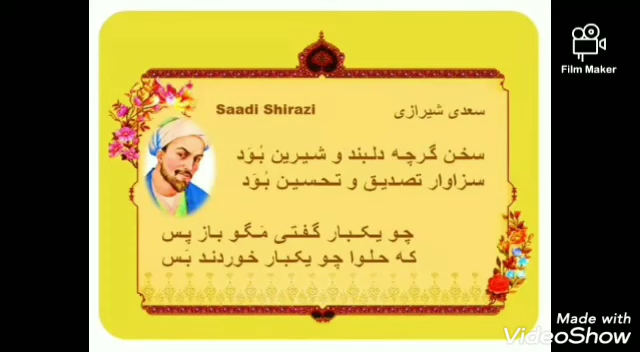 Film Maker
Saadi Shirazi
سعدی شیرازی
سخن گرچه دلبند و شیرین بُوَد
سزاوار تصدیق و تحسین بُوَد
چو یکبار گفتی مَگو باز پس
که حلوا چو یکبار خوردند بَس
Made with
VideoShow